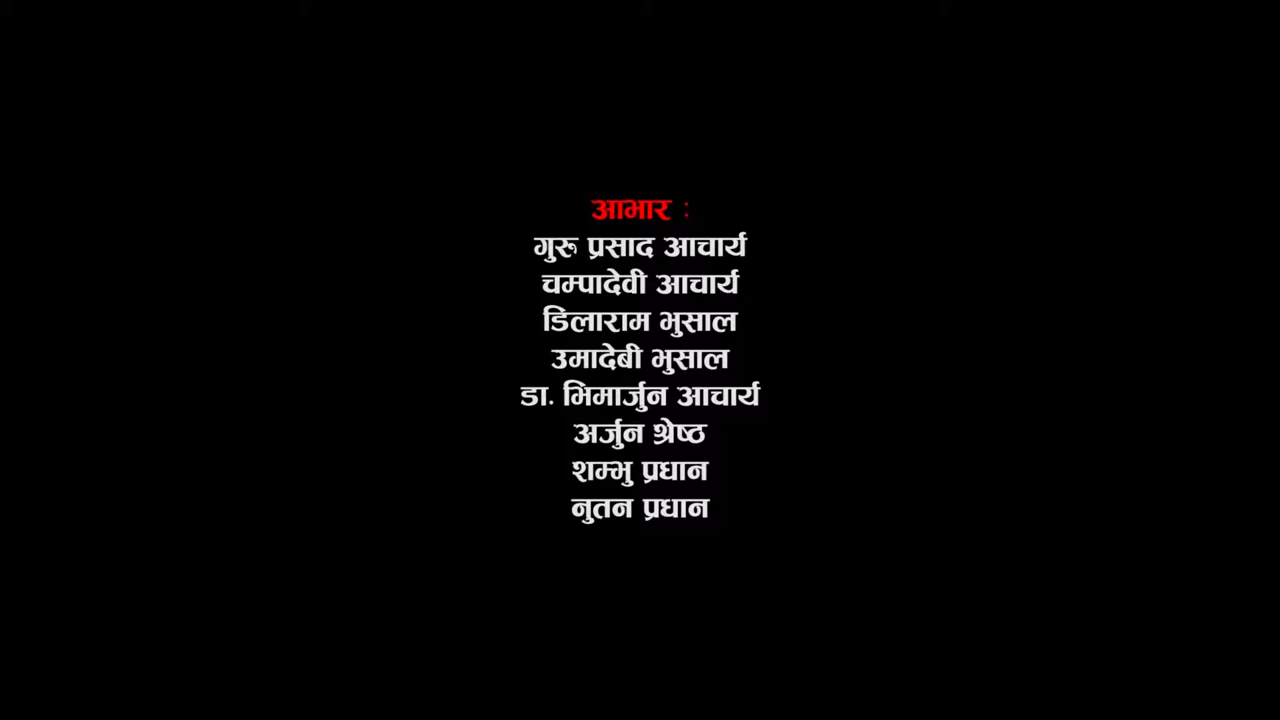 आभार :
गुरु प्रसाद आचार्य
चम्पादेवी आचार्य
डिलाराम भुसाल
उमादेबी भुसाल
डा. भिमार्जुन आचार्य
अर्जुन श्रेष्ठ
शम्भु प्रधान
नुतन प्रधान